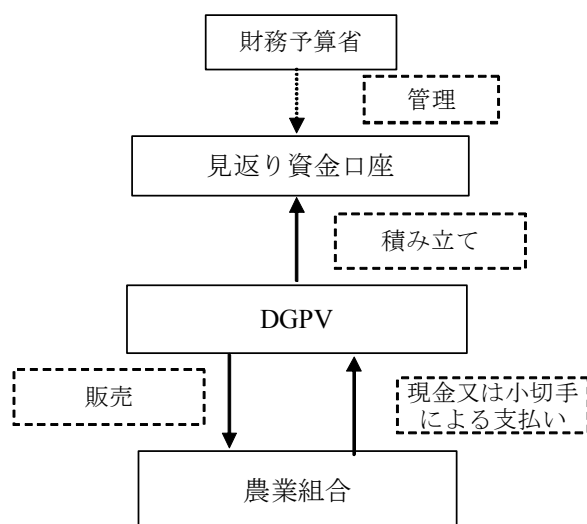 財務予算省
管理
見返り資金口座
積み立て
DGPV
販売
現金又は小切手
による支払い
農業組合